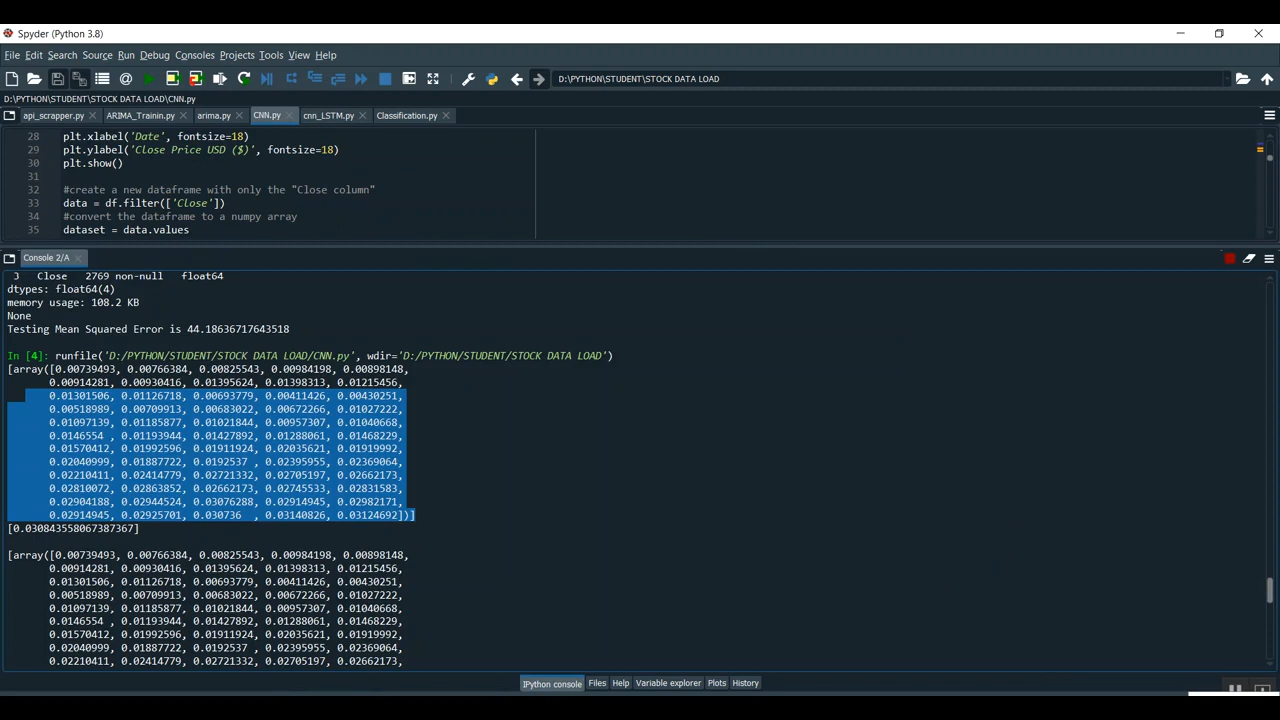 Spyder (Python 3.8)
File Edit Search Source Run Debug Consoles Projects Tools View Help
D:\PYTHON\STUDENT\STOCK DATA LOAD
D:\PYTHON\STUDENT\STOCK DATA LOAD\CNN.py
api_scrapper.py ARIMA_Trainin.py arima.py CNN.py cnn_LSTM.py Classification.py
28 plt.xlabel('Date', fontsize=18)
29 plt.ylabel('Close Price USD ($)', fontsize=18)
30 plt.show()
31
32 #create a new dataframe with only the "Close column"
33 data = df.filter(['Close'])
34 #convert the dataframe to a numpy array
35 dataset = data.values
Console 2/A
3 Close 2769 non-null float64
dtypes: float64(4)
memory usage: 108.2 KB
None
Testing Mean Squared Error is 44.18636717643518
In [4]: runfile('D:/PYTHON/STUDENT/STOCK DATA LOAD/CNN.py', wdir='D:/PYTHON/STUDENT/STOCK DATA LOAD')
[array([0.00739493, 0.00766384, 0.00825543, 0.00984198, 0.00898148,
0.00914281, 0.00930416, 0.01395624, 0.01398313, 0.01215456,
0.01301506, 0.01126718, 0.00693779, 0.00411426, 0.00430251,
0.00518989, 0.00709913, 0.00683022, 0.00672266, 0.01027222,
0.01097139, 0.01185877, 0.01021844, 0.00957307, 0.01040668,
0.0146554 , 0.01193944, 0.01427892, 0.01288061, 0.01468229,
0.01570412, 0.01992596, 0.01911924, 0.02035621, 0.01919992,
0.02040999, 0.01887722, 0.0192537 , 0.02395955, 0.02369064,
0.02210411, 0.02414779, 0.02721332, 0.02705197, 0.02662173,
0.02810072, 0.02863852, 0.02662173, 0.02745533, 0.02831583,
0.02904188, 0.02944524, 0.03076288, 0.02914945, 0.02982171,
0.02914945, 0.02925701, 0.030736  , 0.03140826, 0.03124692])]
[0.030843558067387367]
[array([0.00739493, 0.00766384, 0.00825543, 0.00984198, 0.00898148,
0.00914281, 0.00930416, 0.01395624, 0.01398313, 0.01215456,
0.01301506, 0.01126718, 0.00693779, 0.00411426, 0.00430251,
0.00518989, 0.00709913, 0.00683022, 0.00672266, 0.01027222,
0.01097139, 0.01185877, 0.01021844, 0.00957307, 0.01040668,
0.0146554 , 0.01193944, 0.01427892, 0.01288061, 0.01468229,
0.01570412, 0.01992596, 0.01911924, 0.02035621, 0.01919992,
0.02040999, 0.01887722, 0.0192537 , 0.02395955, 0.02369064,
0.02210411, 0.02414779, 0.02721332, 0.02705197, 0.02662173,
IPython console Files Help Variable explorer Plots History